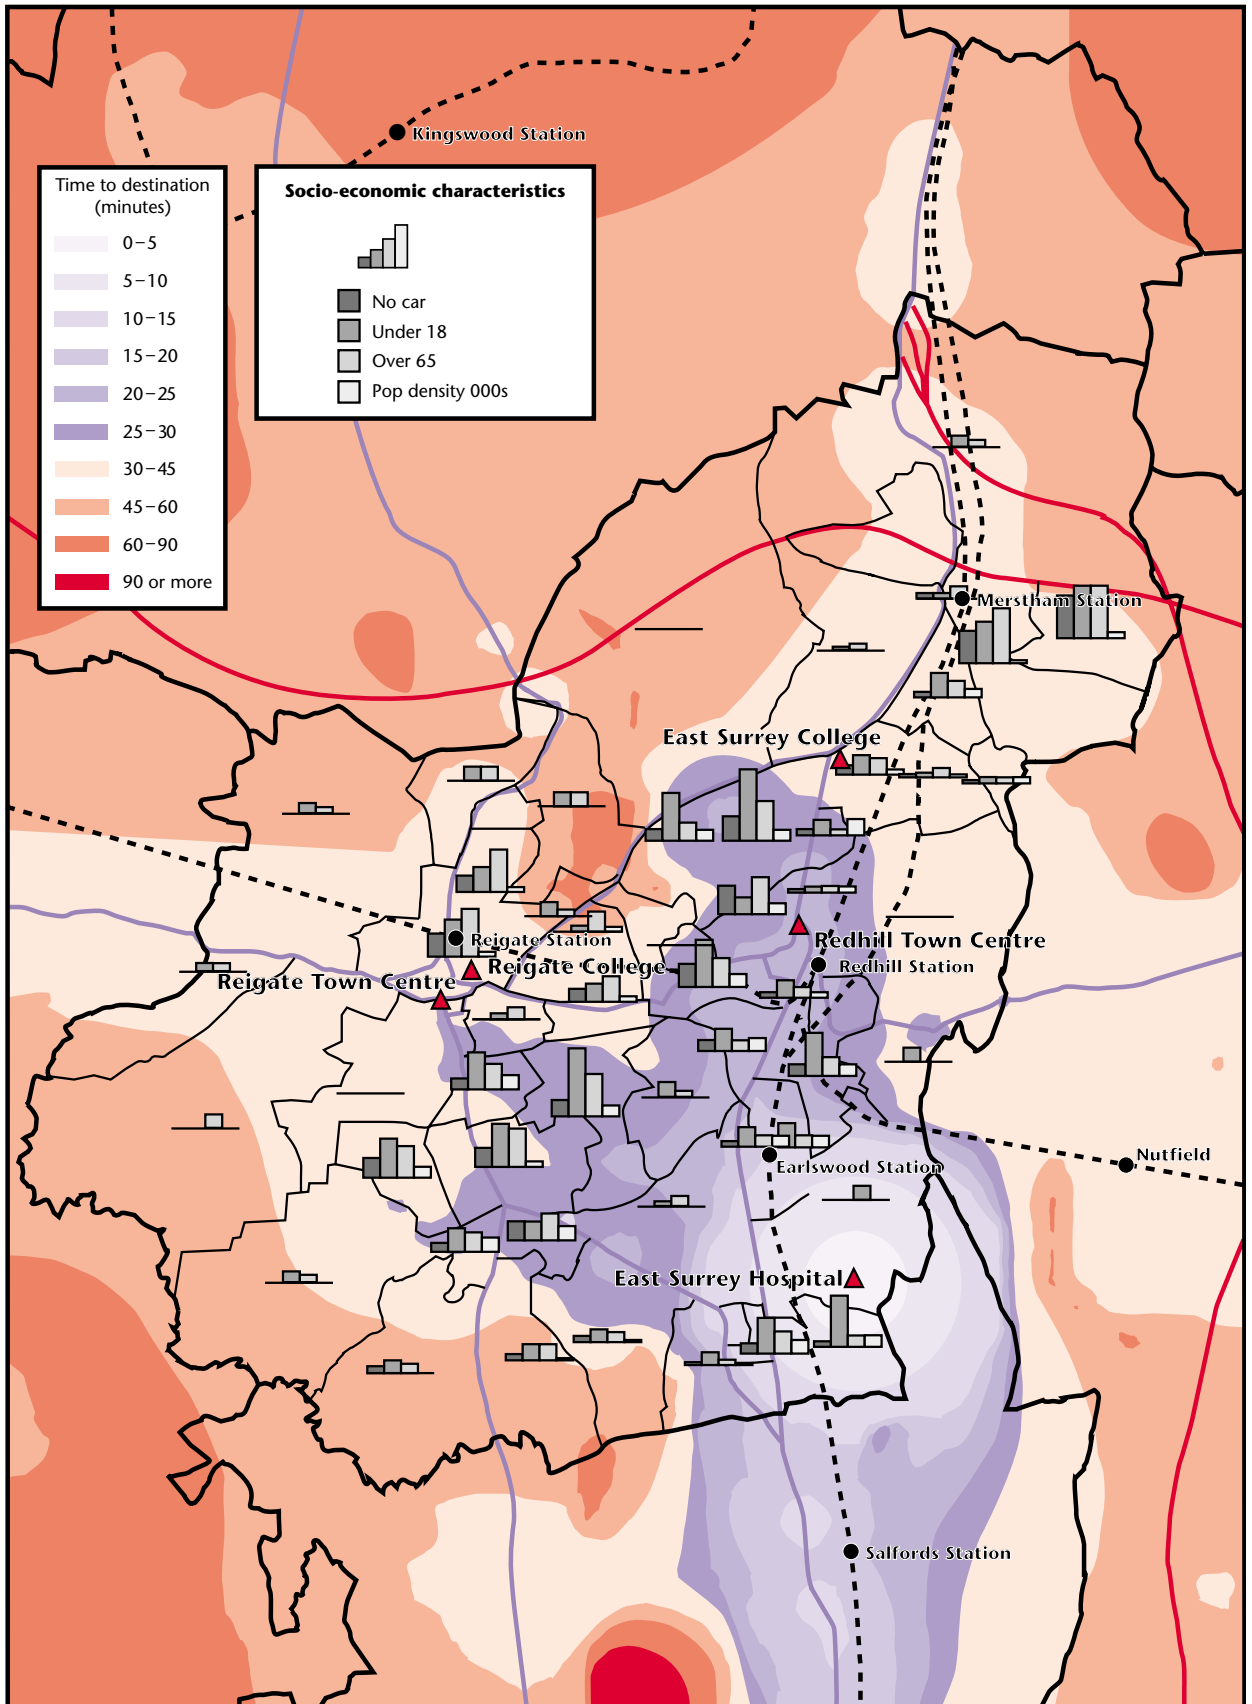 Kingswood Station
Time to destination
(minutes)
0–5
5–10
10–15
15–20
20–25
25–30
30–45
45–60
60–90
90 or more
Socio-economic characteristics
No car
Under 18
Over 65
Pop density 000s
Merstham Station
East Surrey College
Reigate Station
Redhill Town Centre
Reigate College
Redhill Station
Reigate Town Centre
Nutfield
Earlswood Station
East Surrey Hospital
Salfords Station